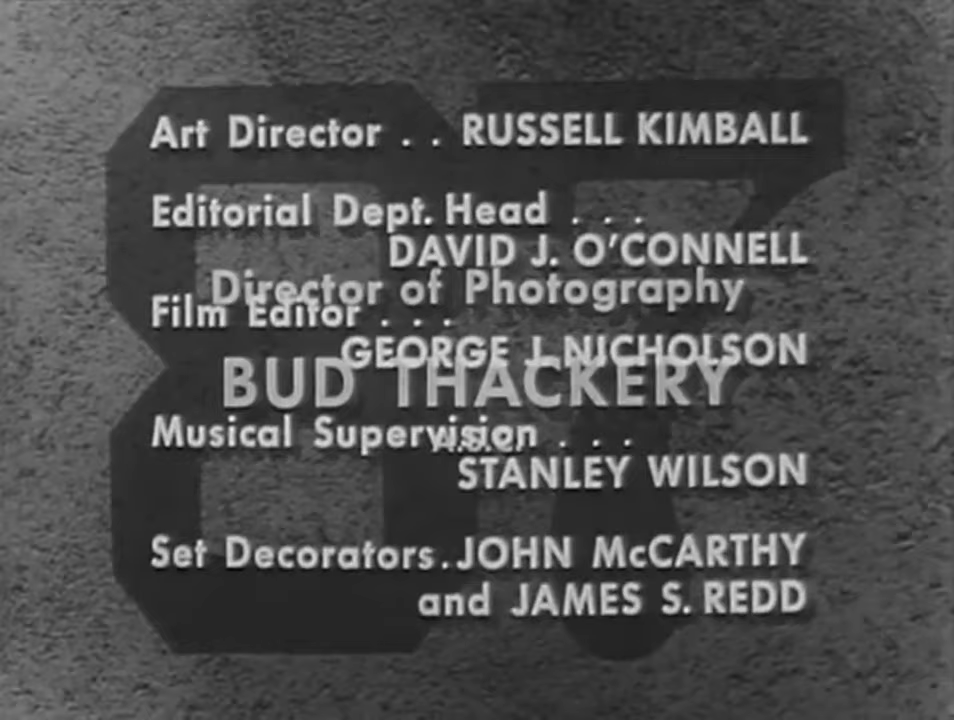 87
Art Director . . RUSSELL KIMBALL
Editorial Dept. Head . . .
DAVID J. O'CONNELL
Director of Photography
Film Editor . . .
GEORGE J. NICHOLSON
BUD THACKERY
A.S.C.
Musical Supervision . . .
STANLEY WILSON
Set Decorators . JOHN McCARTHY
and JAMES S. REDD